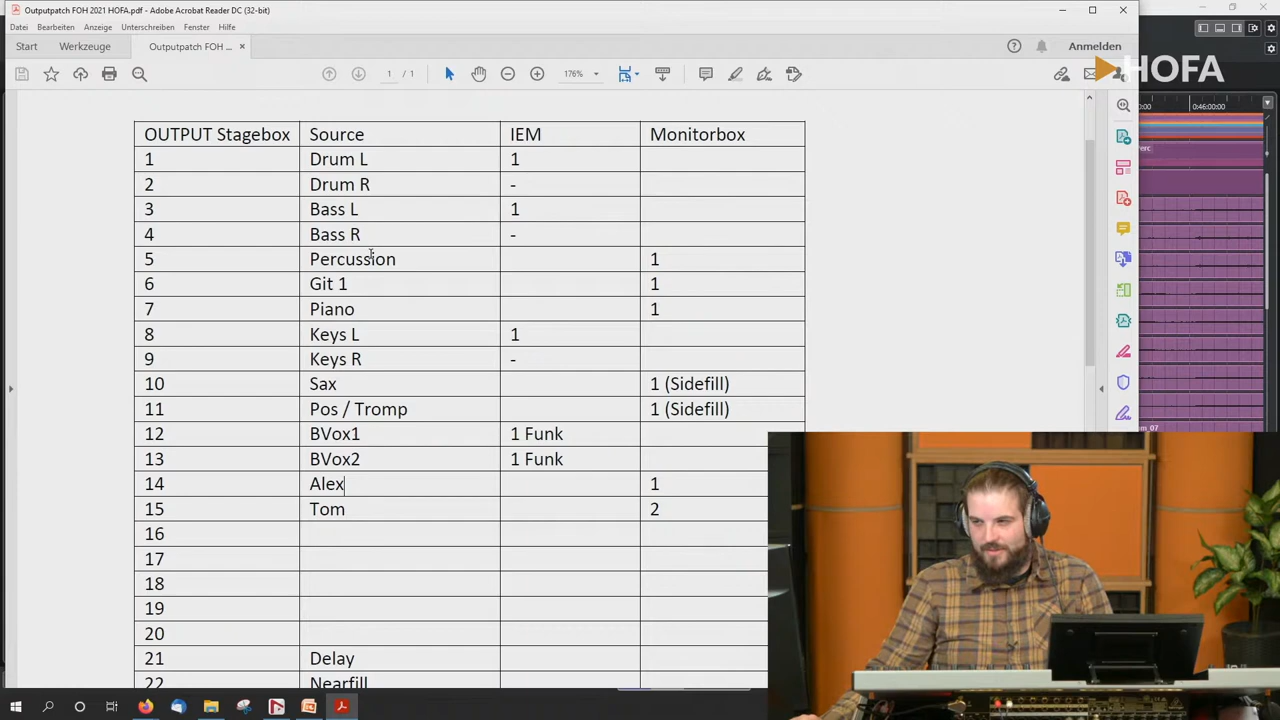 Outputpatch FOH 2021 HOFA.pdf - Adobe Acrobat Reader DC (32-bit)
Datei Bearbeiten Anzeige Unterschreiben Fenster Hilfe
Start Werkzeuge Outputpatch FOH ... Anmelden
1 / 1 176%
HOFA
0:46:00:00
OUTPUT Stagebox Source IEM Monitorbox
1 Drum L 1
2 Drum R -
3 Bass L 1
4 Bass R -
5 Percussion 1
6 Git 1 1
7 Piano 1
8 Keys L 1
9 Keys R -
10 Sax 1 (Sidefill)
11 Pos / Tromp 1 (Sidefill)
12 BVox1 1 Funk
13 BVox2 1 Funk
14 Alex 1
15 Tom 2
16
17
18
19
20
21 Delay
22 Nearfill